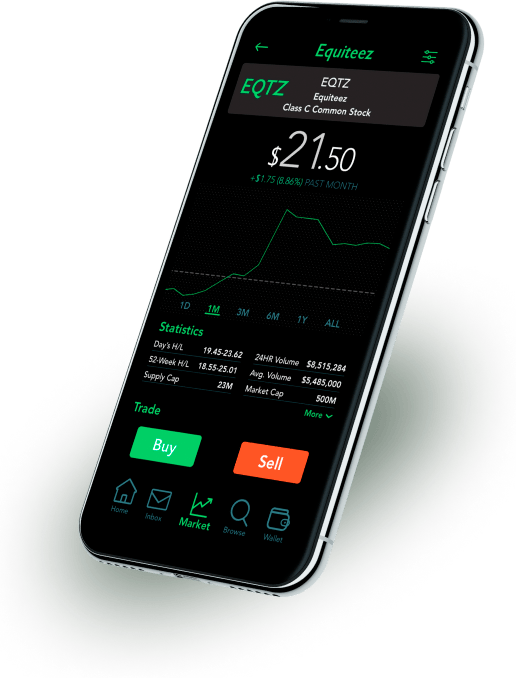 Equiteez
EQTZ
EQTZ
Equiteez
Class C Common Stock
$21.50
+$1.75 (8.86%) PAST MONTH
1D 1M 3M 6M 1Y ALL
Statistics
Day's H/L 19.45-23.62 24HR Volume $8,515,284
52-Week H/L 18.55-25.01 Avg. Volume $5,485,000
Supply Cap 23M Market Cap 500M
More
Trade
Buy Sell
Home Inbox Market Browse Wallet